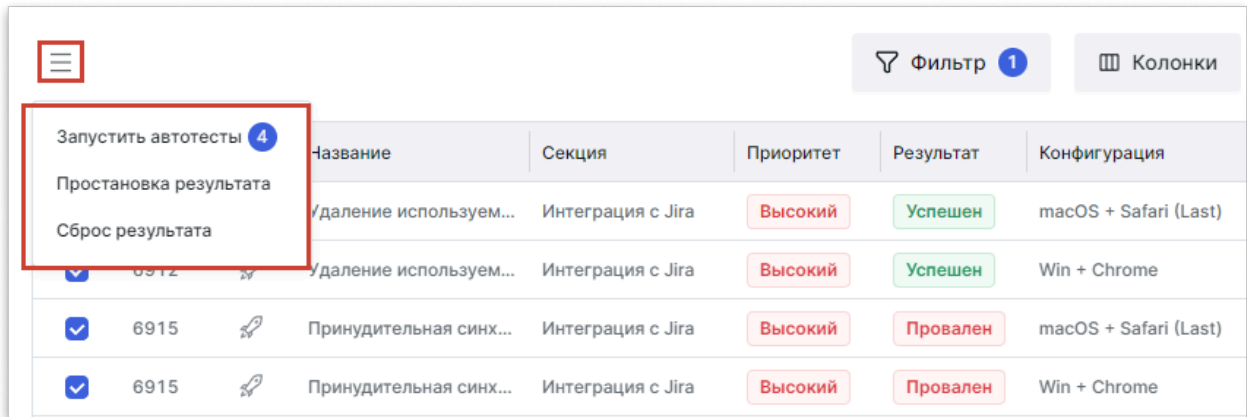 Фильтр 1
Колонки
Запустить автотесты 4
Простановка результата
Сброс результата
Название Секция Приоритет Результат Конфигурация
Удаление используем... Интеграция с Jira Высокий Успешен macOS + Safari (Last)
6912 Удаление используем... Интеграция с Jira Высокий Успешен Win + Chrome
6915 Принудительная синх... Интеграция с Jira Высокий Провален macOS + Safari (Last)
6915 Принудительная синх... Интеграция с Jira Высокий Провален Win + Chrome